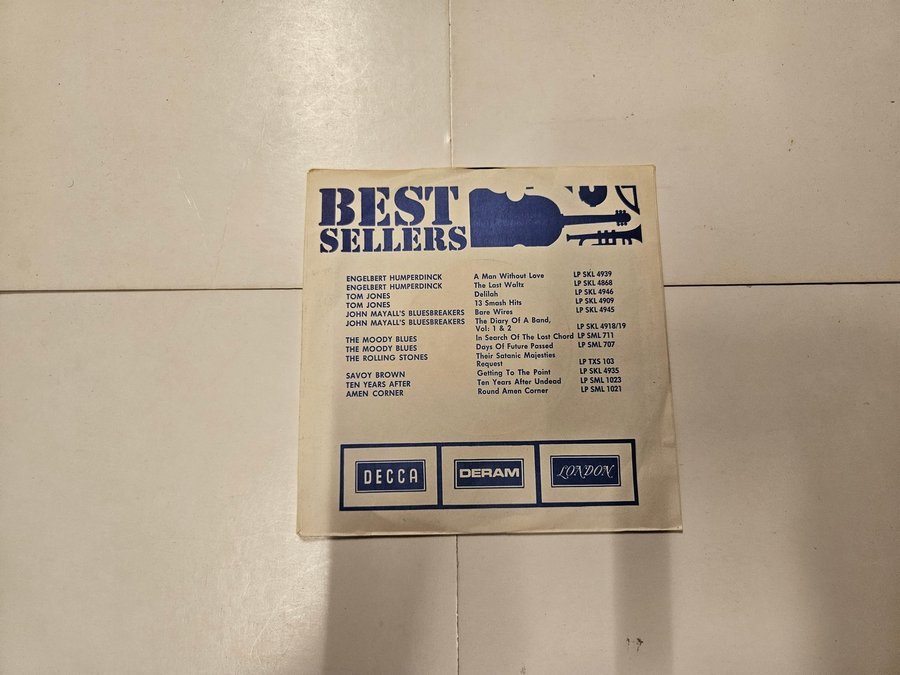 BEST
SELLERS
ENGELBERT HUMPERDINCK A Man Without Love LP SKL 4939
ENGELBERT HUMPERDINCK The Last Waltz LP SKL 4868
TOM JONES Delilah LP SKL 4946
TOM JONES 13 Smash Hits LP SKL 4909
JOHN MAYALL'S BLUESBREAKERS Bare Wires LP SKL 4945
JOHN MAYALL'S BLUESBREAKERS The Diary Of A Band,
Vol: 1 & 2 LP SKL 4918/19
THE MOODY BLUES In Search Of The Lost Chord LP SML 711
THE MOODY BLUES Days Of Future Passed LP SML 707
THE ROLLING STONES Their Satanic Majesties
Request LP TXS 103
SAVOY BROWN Getting To The Point LP SKL 4935
TEN YEARS AFTER Ten Years After Undead LP SML 1023
AMEN CORNER Round Amen Corner LP SML 1021
DECCA DERAM LONDON